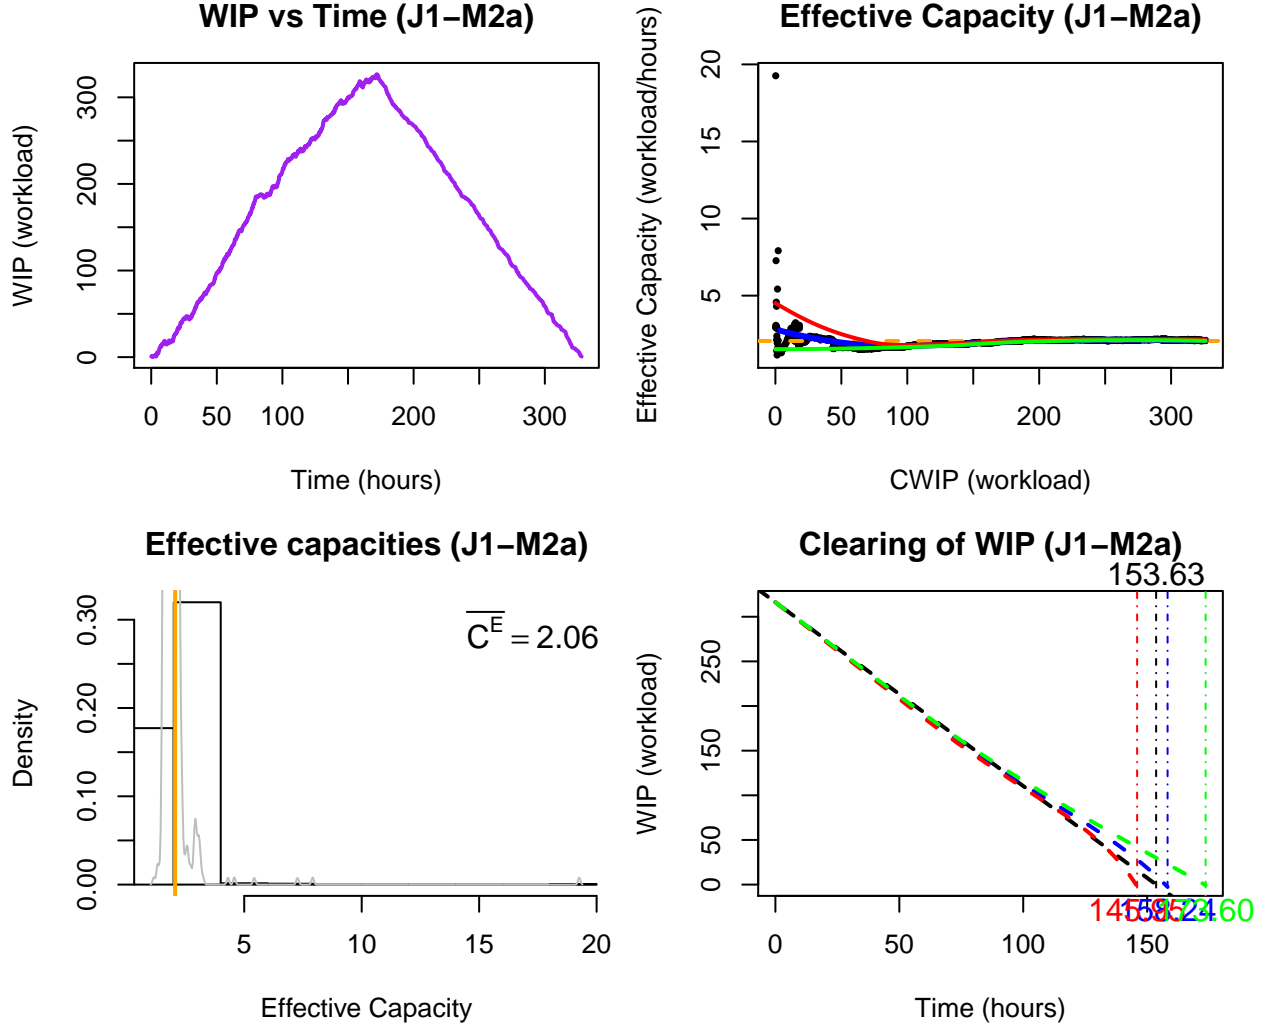 WIP vs Time (J1−M2a)
WIP (workload)
300
200
100
0
0 50 100 200 300
Time (hours)
Effective Capacity (J1−M2a)
Effective Capacity (workload/hours)
20
15
10
5
0 50 100 200 300
CWIP (workload)
Effective capacities (J1−M2a)
Density
0.30
0.20
0.10
0.00
C^E = 2.06
5 10 15 20
Effective Capacity
Clearing of WIP (J1−M2a)
153.63
WIP (workload)
250
150
50
0
158.24
173.60
0 50 100 150
Time (hours)